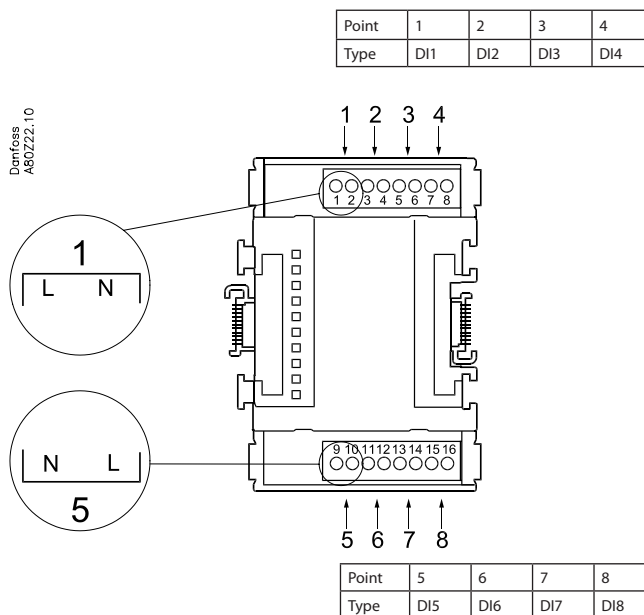 Point 1 2 3 4
Type DI1 DI2 DI3 DI4
Danfoss
A80Z22.10
1 2 3 4
1 2 3 4 5 6 7 8
1
L N
9 10 11 12 13 14 15 16
N L
5
5 6 7 8
Point 5 6 7 8
Type DI5 DI6 DI7 DI8